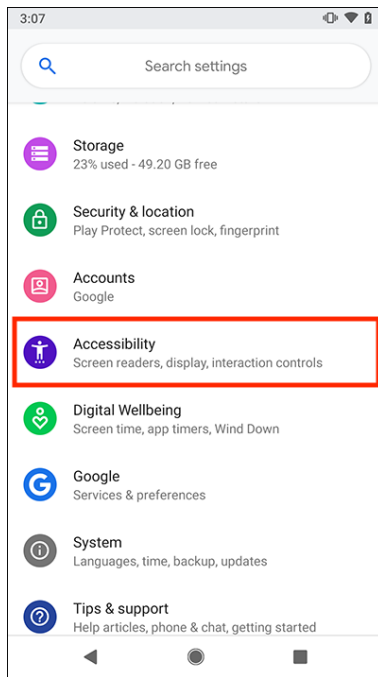 3:07
Search settings
Storage
23% used - 49.20 GB free
Security & location
Play Protect, screen lock, fingerprint
Accounts
Google
Accessibility
Screen readers, display, interaction controls
Digital Wellbeing
Screen time, app timers, Wind Down
Google
Services & preferences
System
Languages, time, backup, updates
Tips & support
Help articles, phone & chat, getting started